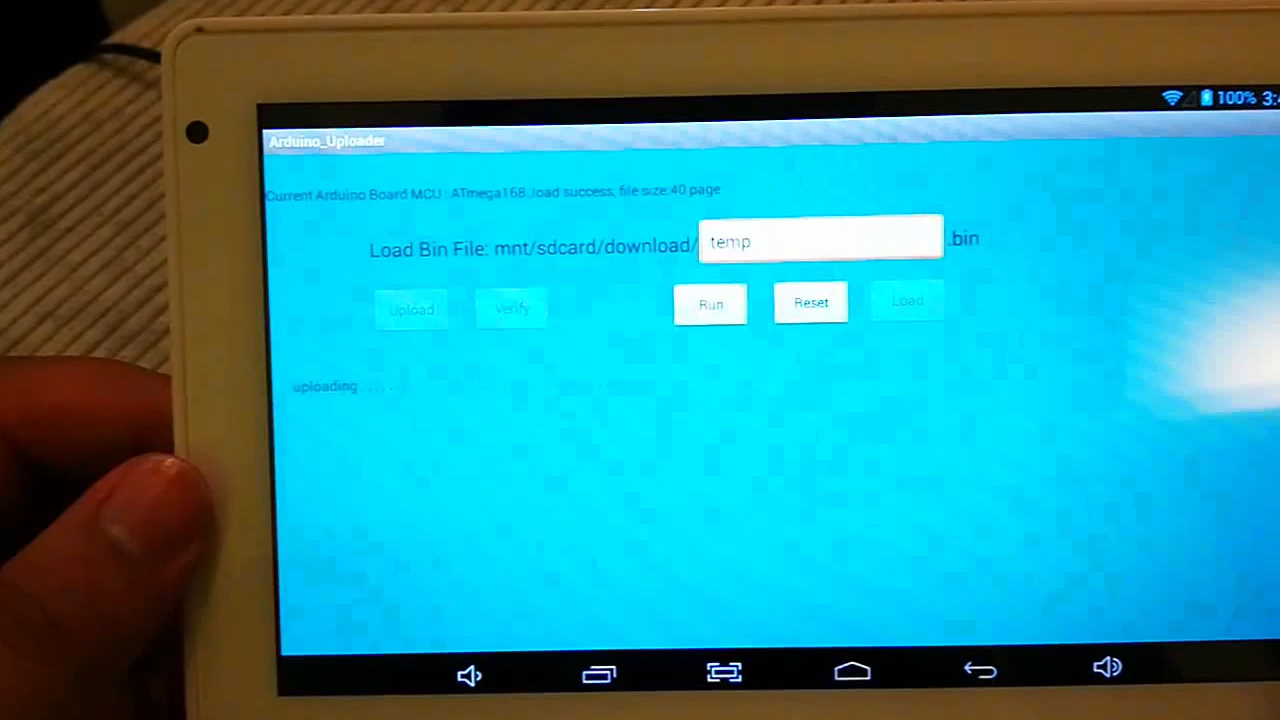 100% 3:
Arduino_Uploader
Current Arduino Board MCU : ATmega168 ,load success, file size:40 page
Load Bin File: mnt/sdcard/download/ temp .bin
Upload Verify Run Reset Load
uploading . . . .